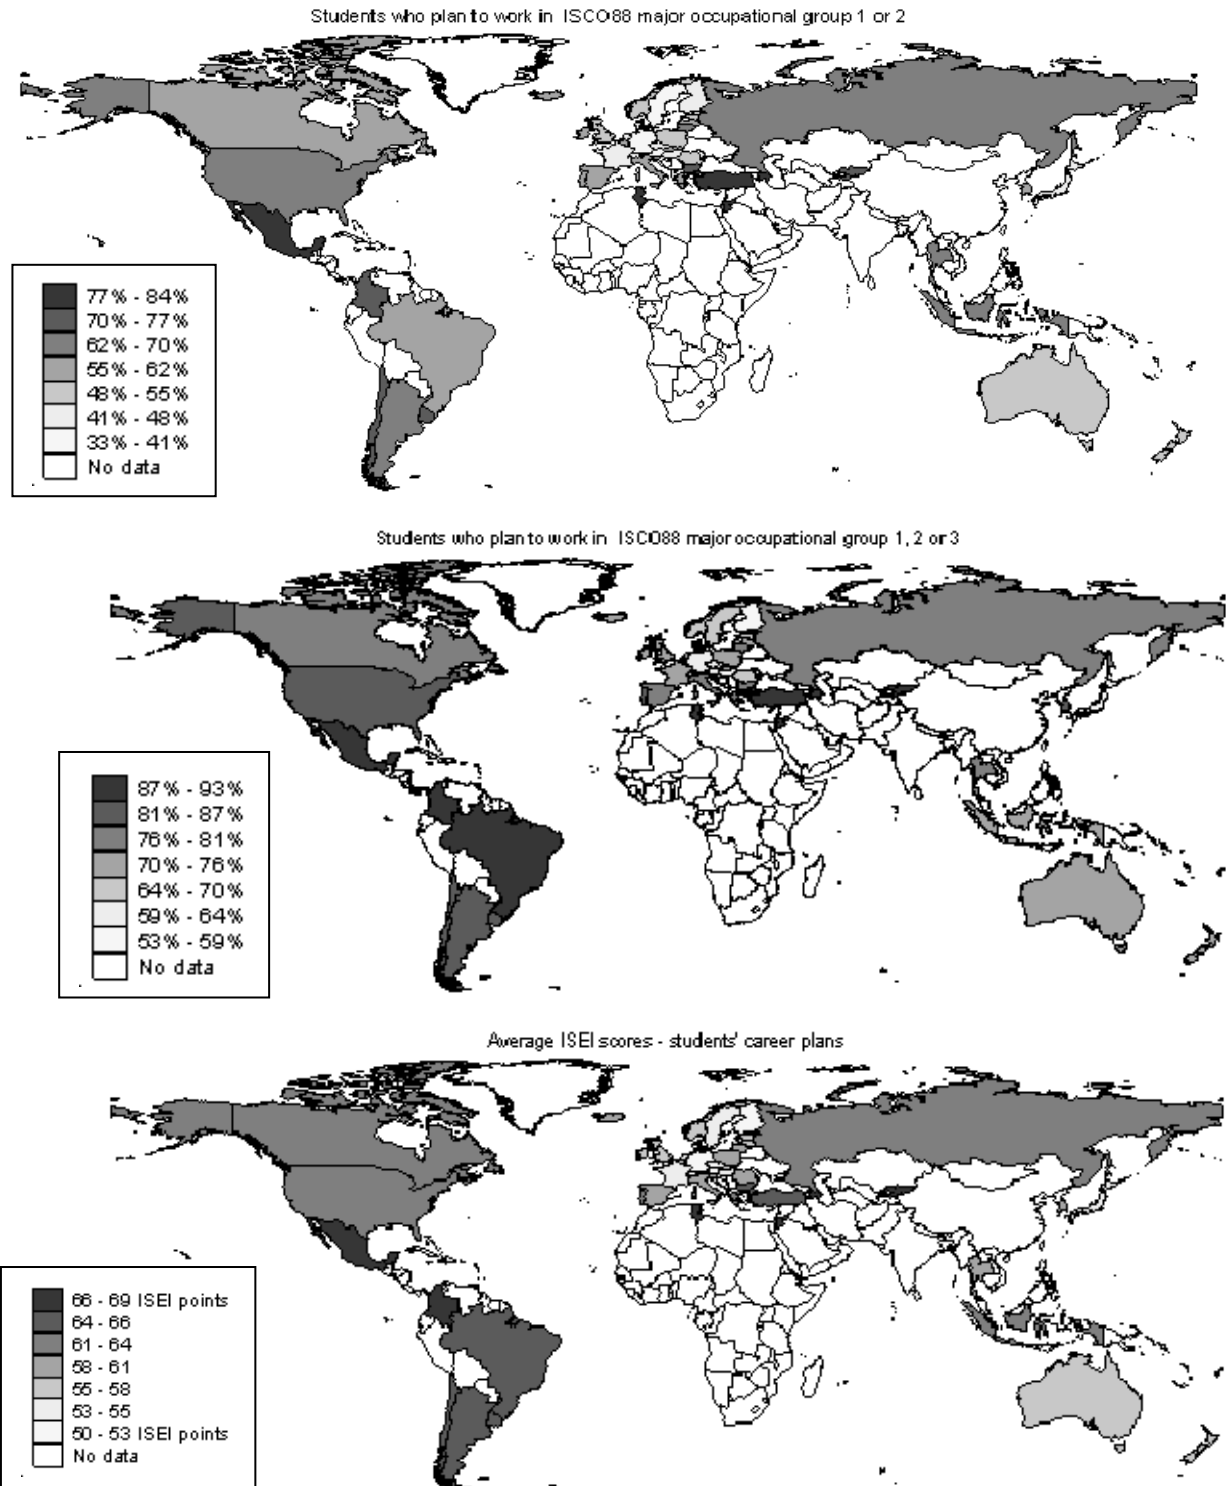 Students who plan to work in ISCO88 major occupational group 1 or 2
77% - 84%
70% - 77%
62% - 70%
55% - 62%
48% - 55%
41% - 48%
33% - 41%
No data
Students who plan to work in ISCO88 major occupational group 1, 2 or 3
87% - 93%
81% - 87%
76% - 81%
70% - 76%
64% - 70%
59% - 64%
53% - 59%
No data
Average ISEI scores - students' career plans
66 - 69 ISEI points
64 - 66
61 - 64
58 - 61
55 - 58
53 - 55
50 - 53 ISEI points
No data